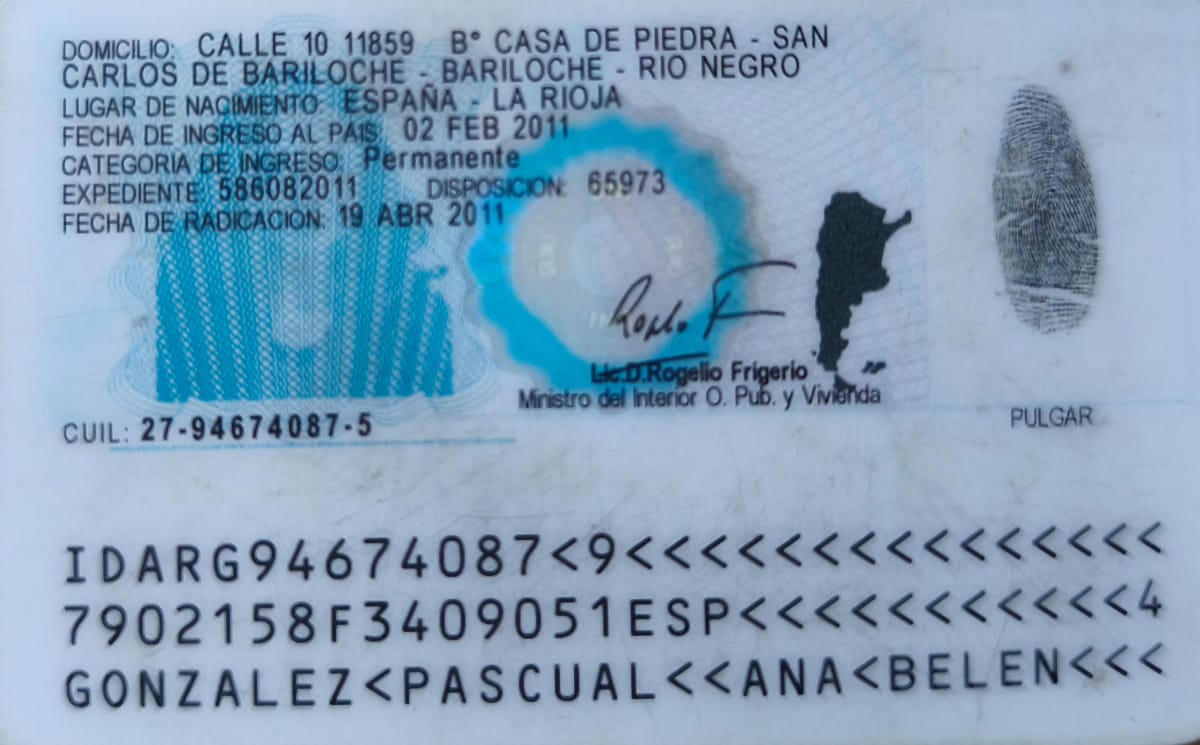 DOMICILIO: CALLE 10 11859 B° CASA DE PIEDRA - SAN
CARLOS DE BARILOCHE - BARILOCHE - RIO NEGRO
LUGAR DE NACIMIENTO: ESPAÑA - LA RIOJA
FECHA DE INGRESO AL PAIS: 02 FEB 2011
CATEGORIA DE INGRESO: Permanente
EXPEDIENTE 586082011 DISPOSICION: 65973
FECHA DE RADICACION: 19 ABR 2011
Lic.D.Rogelio Frigerio
Ministro del Interior O. Pub. y Vivienda
PULGAR
CUIL: 27-94674087-5
IDARG94674087<9<<<<<<<<<<<<<<<
7902158F3409051ESP<<<<<<<<<<<4
GONZALEZ<PASCUAL<<ANA<BELEN<<<